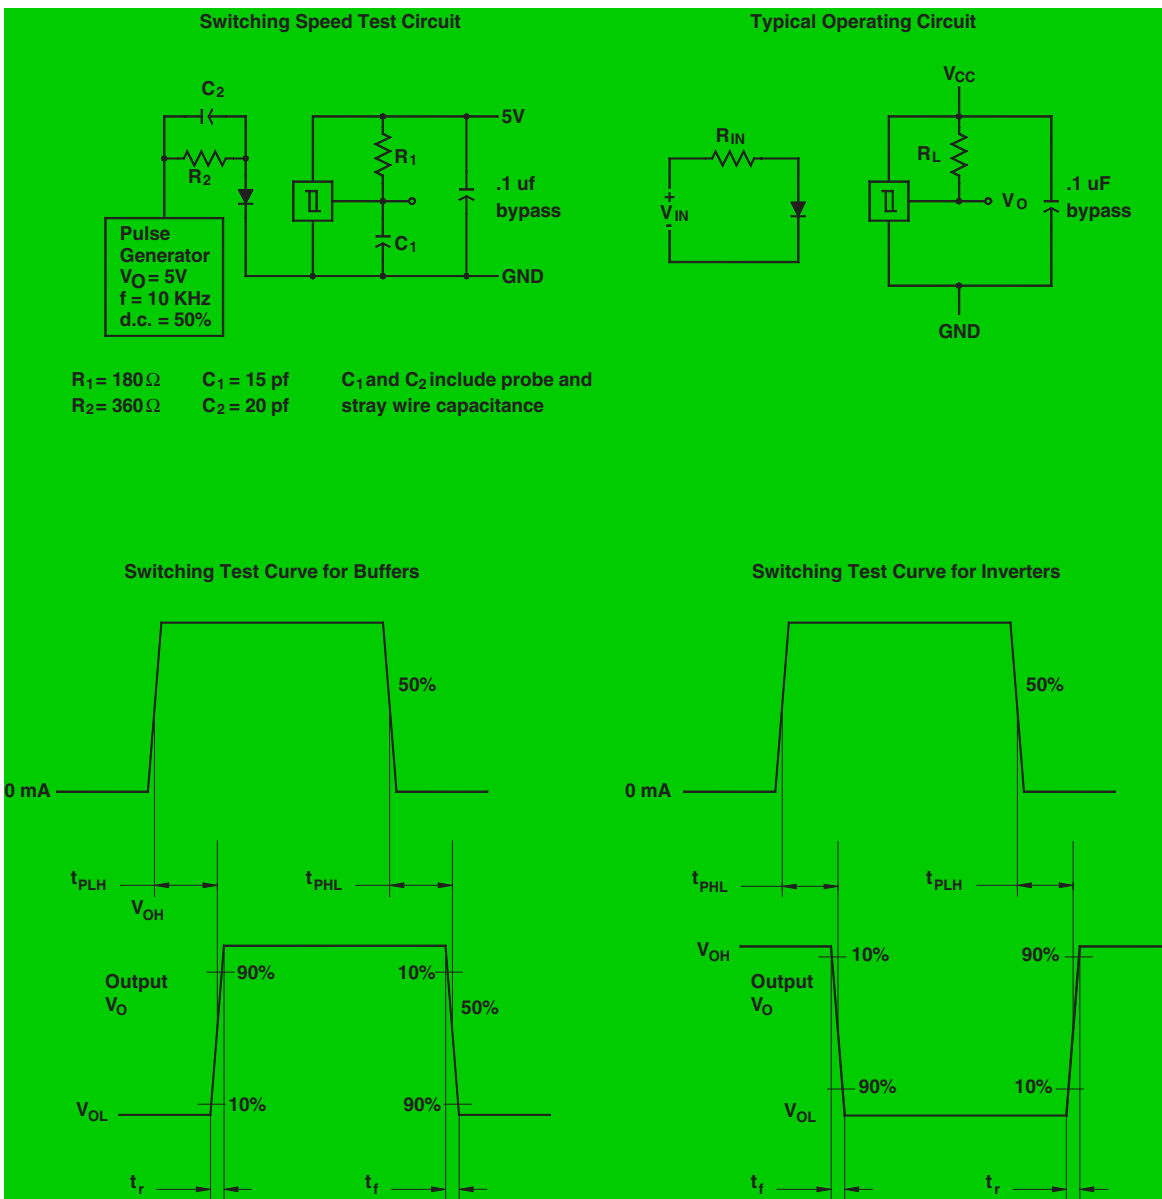 Switching Speed Test Circuit
C2
R2
5V
R1
C1
.1 uf
bypass
GND
Pulse
Generator
VO = 5V
f = 10 KHz
d.c. = 50%
R1 = 180 Ω C1 = 15 pf C1 and C2 include probe and
R2 = 360 Ω C2 = 20 pf stray wire capacitance
Typical Operating Circuit
VCC
RIN
+
VIN
-
RL
VO
.1 uF
bypass
GND
Switching Test Curve for Buffers
50%
0 mA
tPLH
tPHL
VOH
Output
VO
90%
10%
50%
10%
90%
VOL
tr
tf
Switching Test Curve for Inverters
50%
0 mA
tPHL
tPLH
VOH
10%
90%
Output
VO
90%
10%
VOL
tf
tr